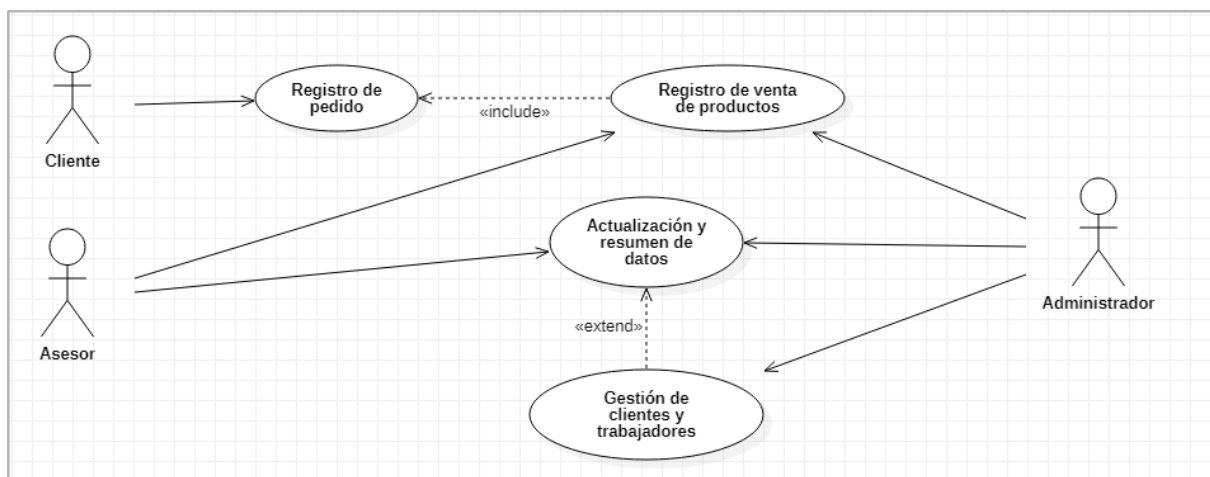 Cliente
Registro de
pedido
«include»
Registro de venta
de productos
Asesor
Actualización y
resumen de
datos
Administrador
«extend»
Gestión de
clientes y
trabajadores